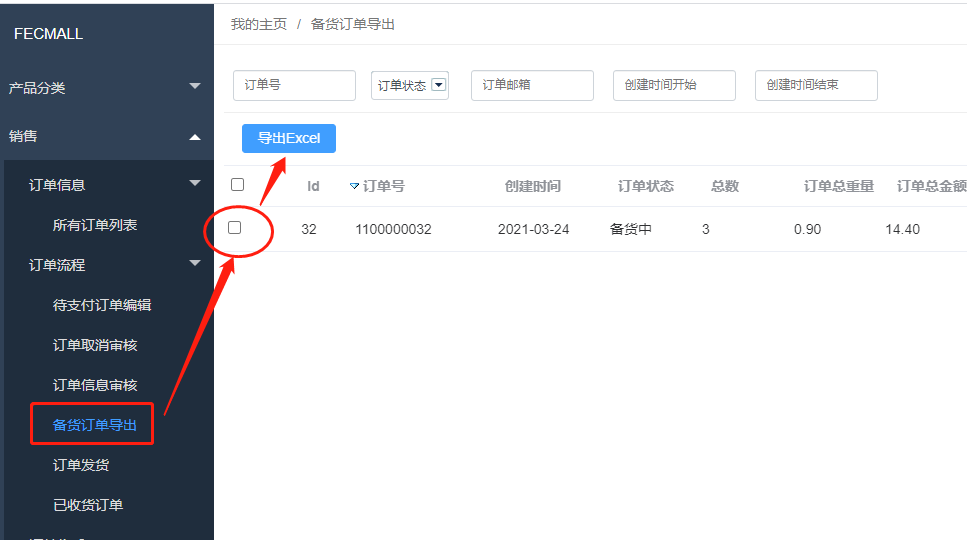 FECMALL
产品分类
销售
订单信息
所有订单列表
订单流程
待支付订单编辑
订单取消审核
订单信息审核
备货订单导出
订单发货
已收货订单
我的主页 / 备货订单导出
订单号 订单状态 订单邮箱 创建时间开始 创建时间结束
导出Excel
Id 订单号 创建时间 订单状态 总数 订单总重量 订单总金额
32 1100000032 2021-03-24 备货中 3 0.90 14.40